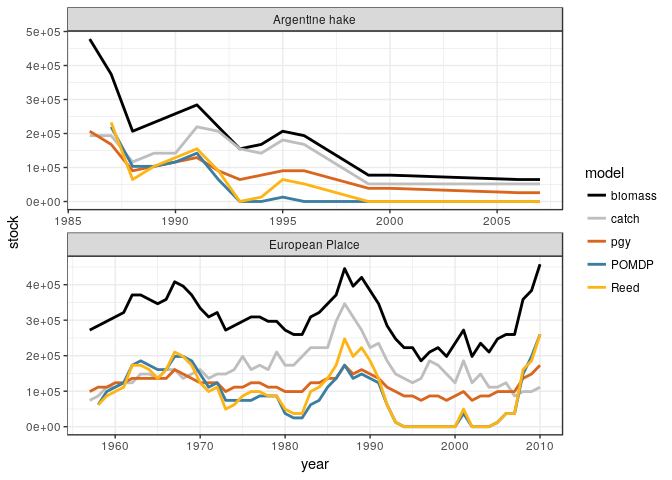 Argentine hake
5e+05
4e+05
3e+05
2e+05
1e+05
0e+00
1985 1990 1995 2000 2005
stock
European Plaice
4e+05
3e+05
2e+05
1e+05
0e+00
1960 1970 1980 1990 2000 2010
year
model
biomass
catch
pgy
POMDP
Reed